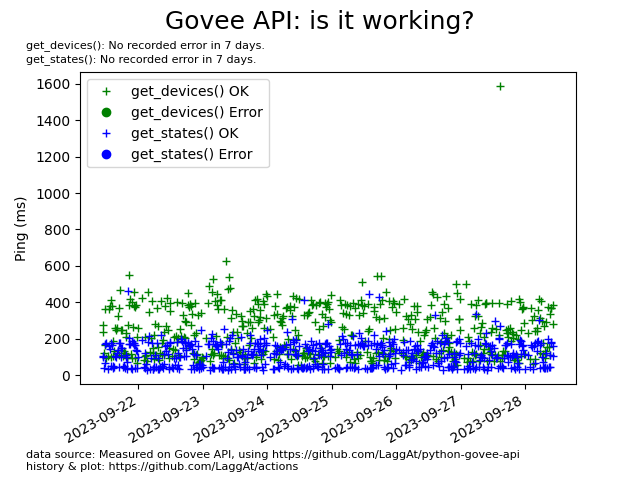 Govee API: is it working?
get_devices(): No recorded error in 7 days.
get_states(): No recorded error in 7 days.
get_devices() OK
get_devices() Error
get_states() OK
get_states() Error
1600
1400
1200
1000
800
600
400
200
0
Ping (ms)
2023-09-22
2023-09-23
2023-09-24
2023-09-25
2023-09-26
2023-09-27
2023-09-28
data source: Measured on Govee API, using https://github.com/LaggAt/python-govee-api
history & plot: https://github.com/LaggAt/actions